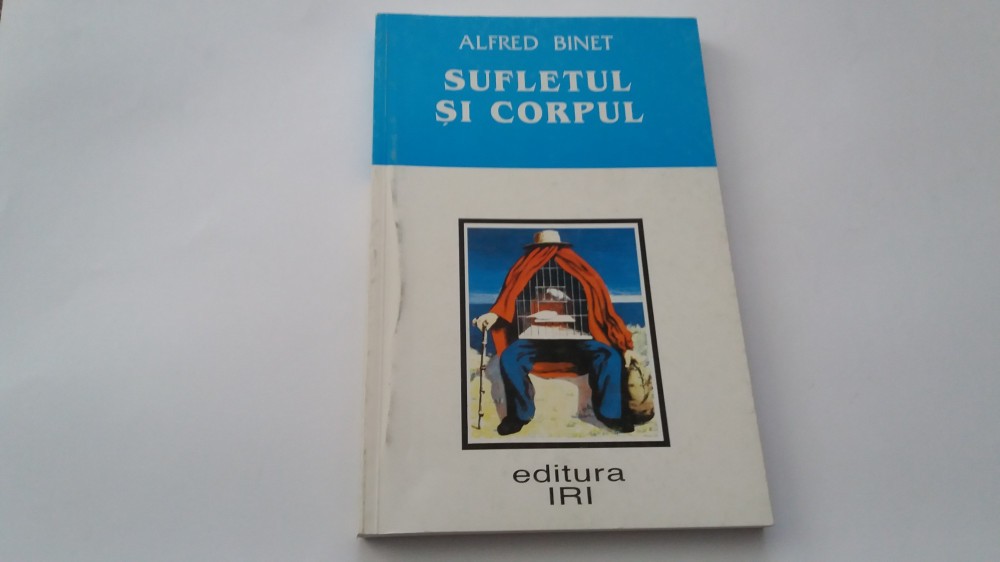 ALFRED BINET
SUFLETUL
ȘI CORPUL
editura
IRI